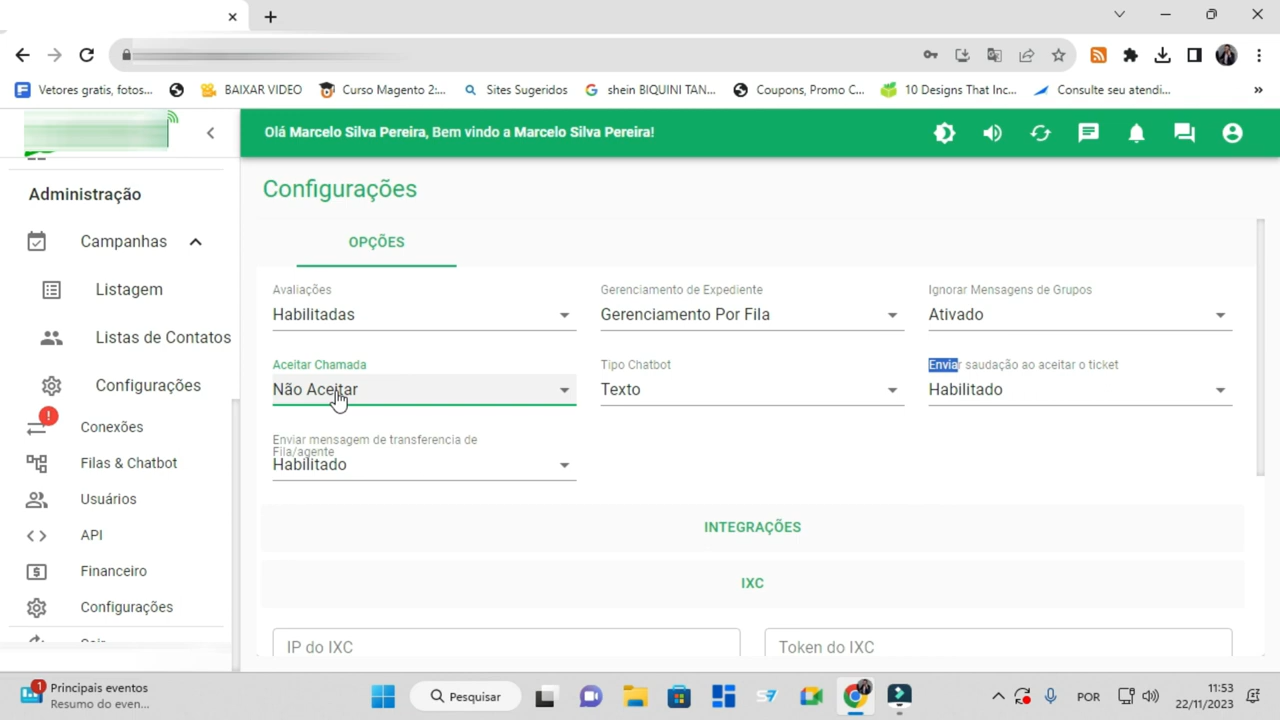 Vetores gratis, fotos...
BAIXAR VIDEO
Curso Magento 2:...
Sites Sugeridos
shein BIQUINI TAN...
Coupons, Promo C...
10 Designs That Inc...
Consulte seu atendi...
»
Olá Marcelo Silva Pereira, Bem vindo a Marcelo Silva Pereira!
Administração
Campanhas
Listagem
Listas de Contatos
Configurações
!
Conexões
Filas & Chatbot
Usuários
API
Financeiro
Configurações
Configurações
OPÇÕES
Avaliações
Habilitadas
Gerenciamento de Expediente
Gerenciamento Por Fila
Ignorar Mensagens de Grupos
Ativado
Aceitar Chamada
Não Aceitar
Tipo Chatbot
Texto
Enviar saudação ao aceitar o ticket
Habilitado
Enviar mensagem de transferencia de
Fila/agente
Habilitado
INTEGRAÇÕES
IXC
IP do IXC
Token do IXC
1
Principais eventos
Resumo do even...
Pesquisar
POR
11:53
22/11/2023